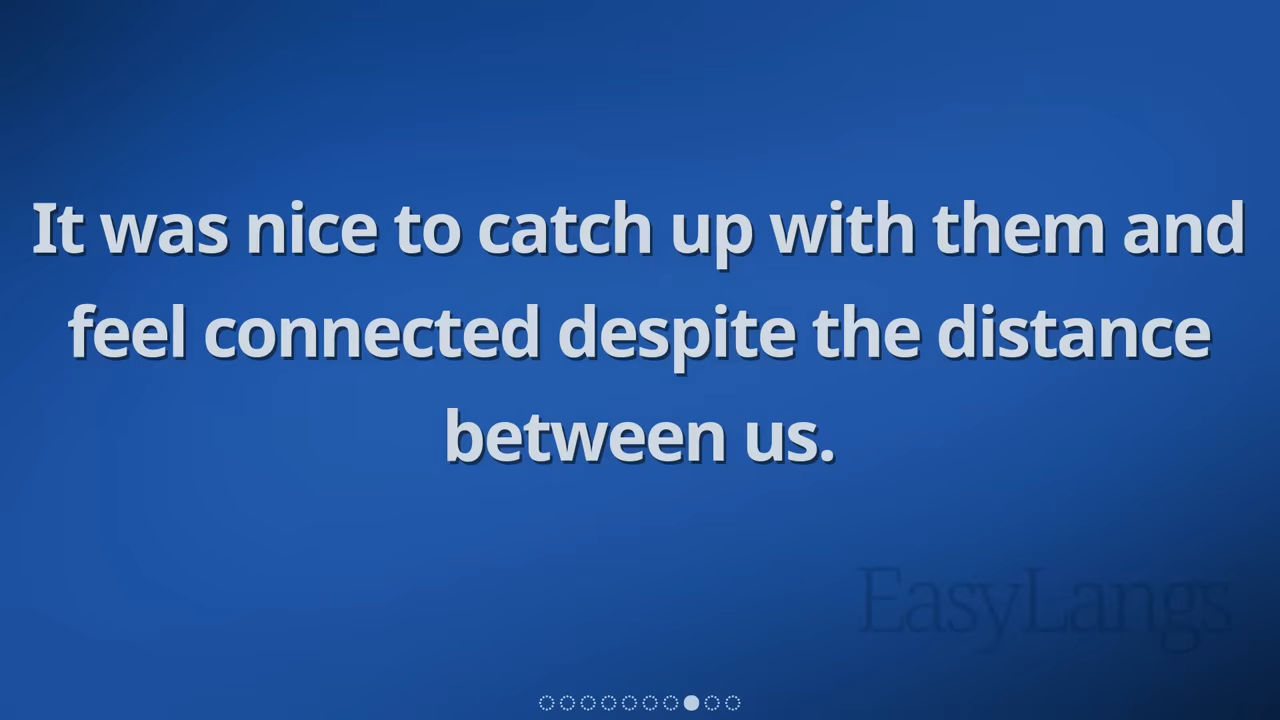 It was nice to catch up with them and
feel connected despite the distance
between us.
EasyLangs